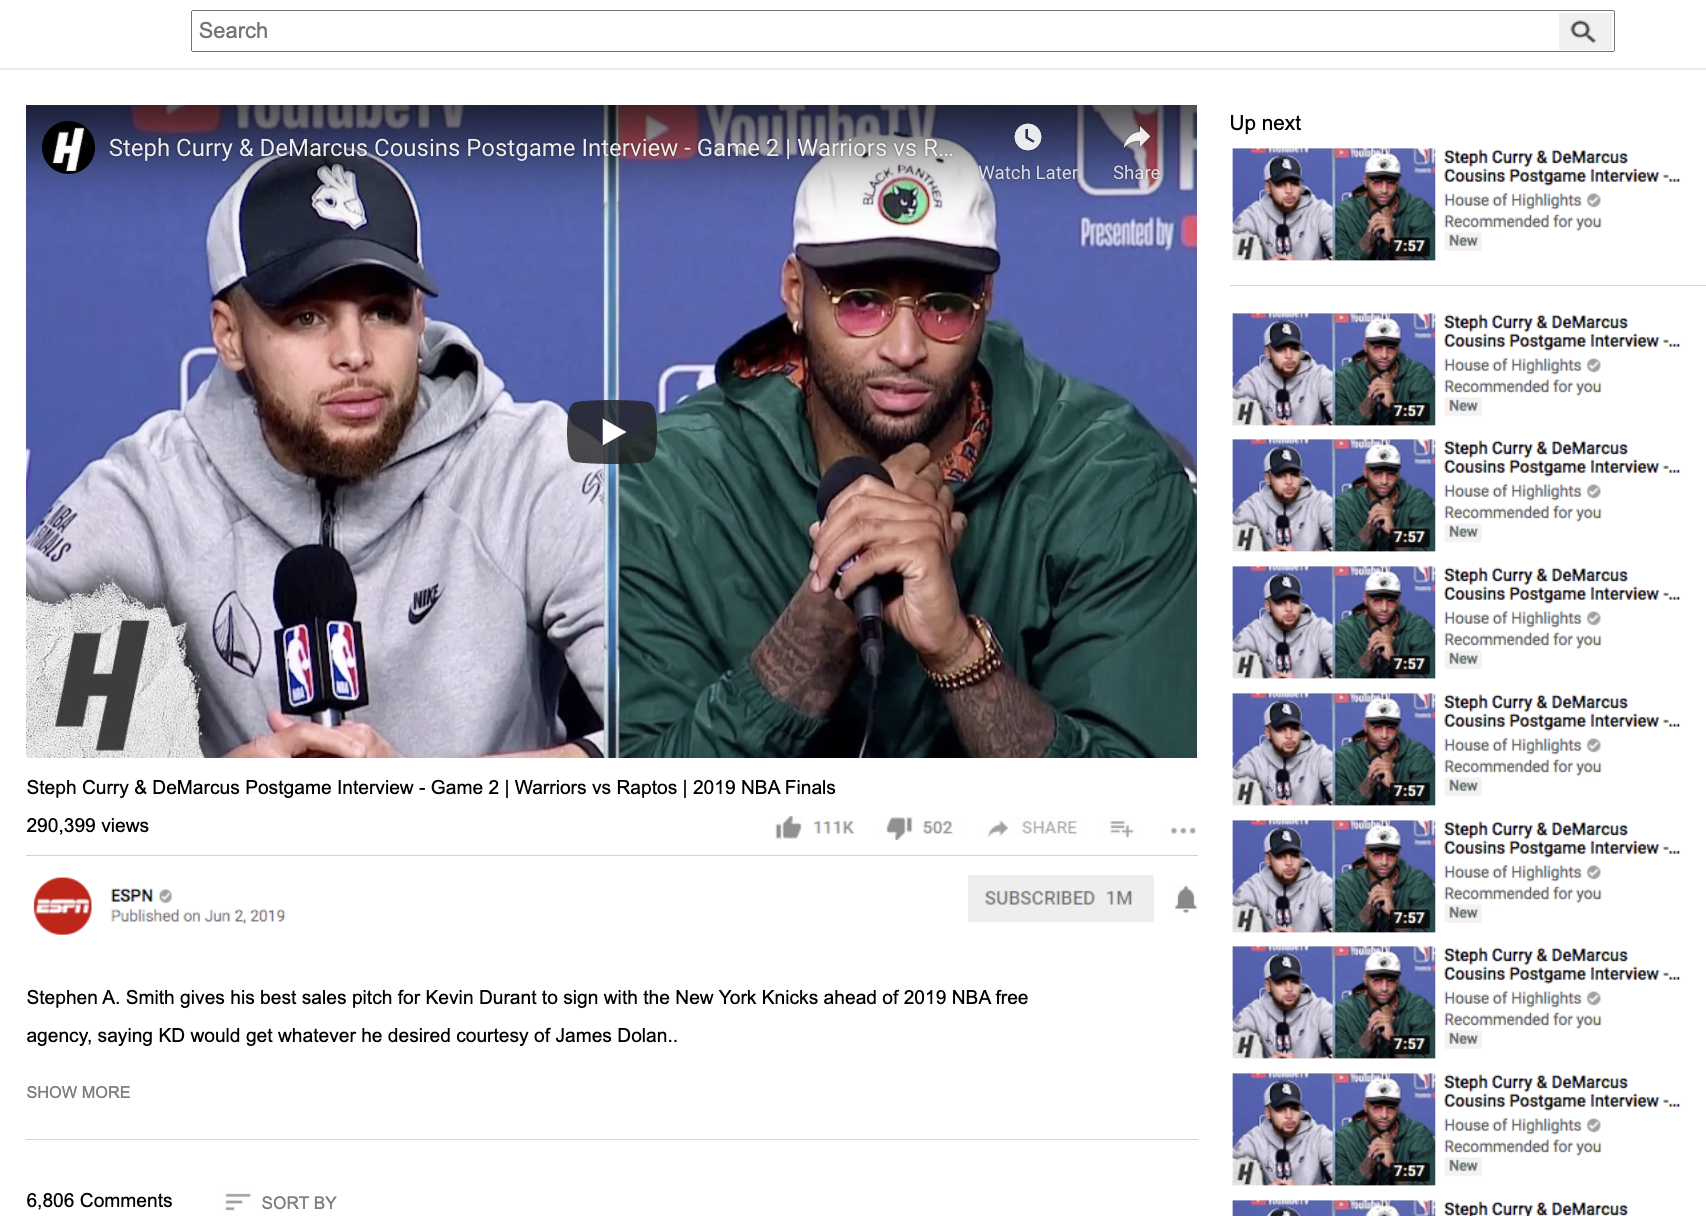 Search
YouTubeTV
YouTubeTV
H Steph Curry & DeMarcus Cousins Postgame Interview - Game 2 | Warriors vs R...
Watch Later
Share
BLACK PANTHER
Presented by
NBA
FINALS
NIKE
NBA NBA
H
Steph Curry & DeMarcus Postgame Interview - Game 2 | Warriors vs Raptos | 2019 NBA Finals
290,399 views
111K 502 SHARE
ESPN
ESPN
Published on Jun 2, 2019
SUBSCRIBED 1M
Stephen A. Smith gives his best sales pitch for Kevin Durant to sign with the New York Knicks ahead of 2019 NBA free
agency, saying KD would get whatever he desired courtesy of James Dolan..
SHOW MORE
6,806 Comments SORT BY
Up next
H
7:57
Steph Curry & DeMarcus
Cousins Postgame Interview -...
House of Highlights
Recommended for you
New
H
7:57
Steph Curry & DeMarcus
Cousins Postgame Interview -...
House of Highlights
Recommended for you
New
H
7:57
Steph Curry & DeMarcus
Cousins Postgame Interview -...
House of Highlights
Recommended for you
New
H
7:57
Steph Curry & DeMarcus
Cousins Postgame Interview -...
House of Highlights
Recommended for you
New
H
7:57
Steph Curry & DeMarcus
Cousins Postgame Interview -...
House of Highlights
Recommended for you
New
H
7:57
Steph Curry & DeMarcus
Cousins Postgame Interview -...
House of Highlights
Recommended for you
New
H
7:57
Steph Curry & DeMarcus
Cousins Postgame Interview -...
House of Highlights
Recommended for you
New
H
7:57
Steph Curry & DeMarcus
Cousins Postgame Interview -...
House of Highlights
Recommended for you
New
Steph Curry & DeMarcus